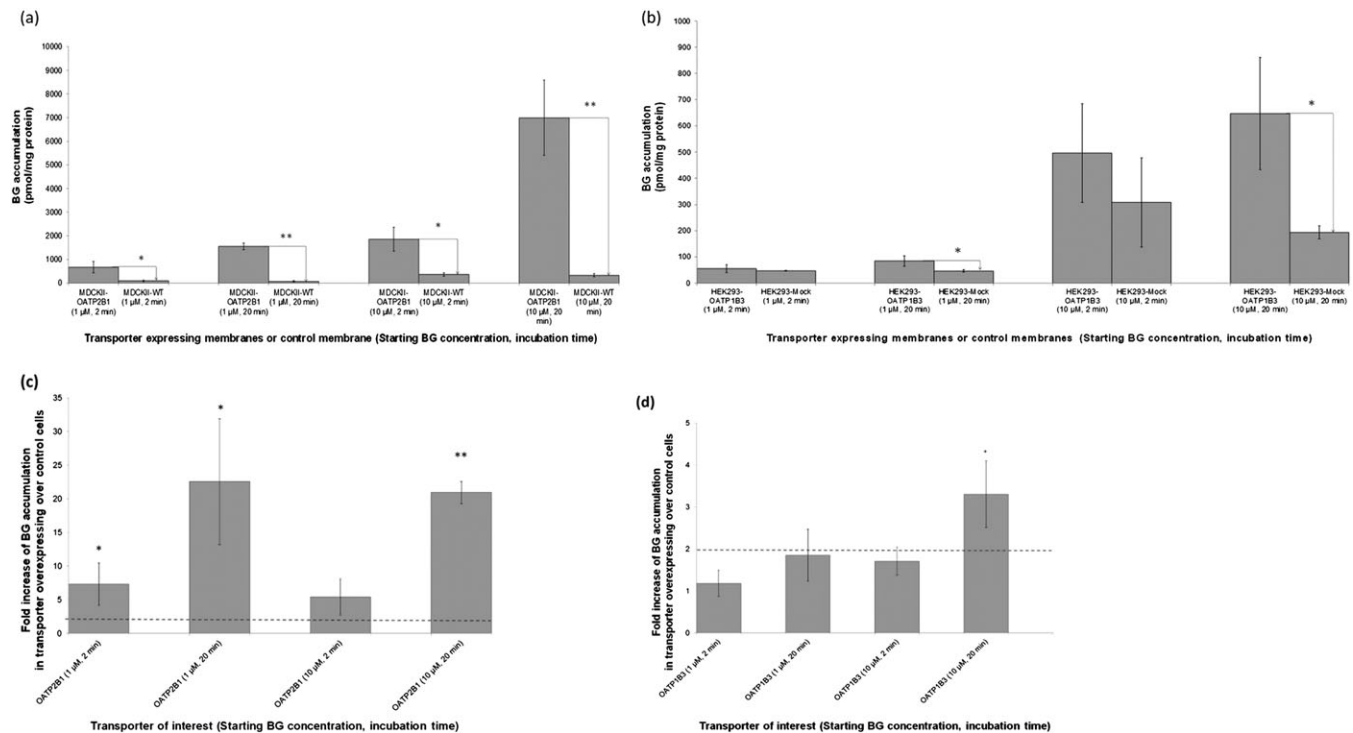 (a)
BG accumulation
(pmol/mg protein)
10000
9000
8000
7000
6000
5000
4000
3000
2000
1000
0
*
**
*
**
MDCKII-
OATP2B1
(1 µM, 2 min)
MDCKII-WT
(1 µM, 2 min)
MDCKII-
OATP2B1
(1 µM, 20 min)
MDCKII-WT
(1 µM, 20 min)
MDCKII-
OATP2B1
(10 µM, 2 min)
MDCKII-WT
(10 µM, 2 min)
MDCKII-
OATP2B1
(10 µM, 20
min)
MDCKII-WT
(10 µM, 20
min)
Transporter expressing membranes or control membrane (Starting BG concentration, incubation time)
(b)
BG accumulation
(pmol/mg protein)
1000
900
800
700
600
500
400
300
200
100
0
*
*
HEK293-
OATP1B3
(1 µM, 2 min)
HEK293-Mock
(1 µM, 2 min)
HEK293-
OATP1B3
(1 µM, 20 min)
HEK293-Mock
(1 µM, 20 min)
HEK293-
OATP1B3
(10 µM, 2 min)
HEK293-Mock
(10 µM, 2 min)
HEK293-
OATP1B3
(10 µM, 20 min)
HEK293-Mock
(10 µM, 20 min)
Transporter expressing membranes or control membranes (Starting BG concentration, incubation time)
(c)
Fold increase of BG accumulation
in transporter overexpressing over control cells
35
30
25
20
15
10
5
0
*
*
**
OATP2B1 (1 µM, 2 min)
OATP2B1 (1 µM, 20 min)
OATP2B1 (10 µM, 2 min)
OATP2B1 (10 µM, 20 min)
Transporter of interest (Starting BG concentration, incubation time)
(d)
Fold increase of BG accumulation
in transporter overexpressing over control cells
5
4
3
2
1
0
*
OATP1B3 (1 µM, 2 min)
OATP1B3 (1 µM, 20 min)
OATP1B3 (10 µM, 2 min)
OATP1B3 (10 µM, 20 min)
Transporter of interest (Starting BG concentration, incubation time)